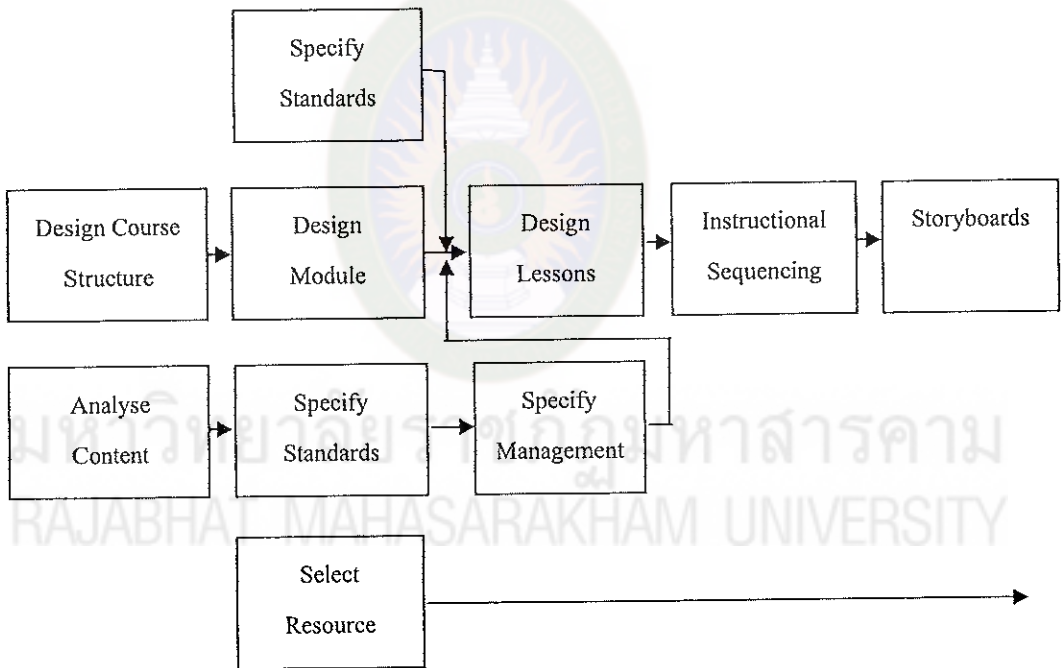 Specify
Standards
Design Course
Structure
Design
Module
Design
Lessons
Instructional
Sequencing
Storyboards
Analyse
Content
Specify
Standards
Specify
Management
มหาวิทยาลัยราชภัฏมหาสารคาม
RAJABHAT MAHASARAKHAM UNIVERSITY
Select
Resource